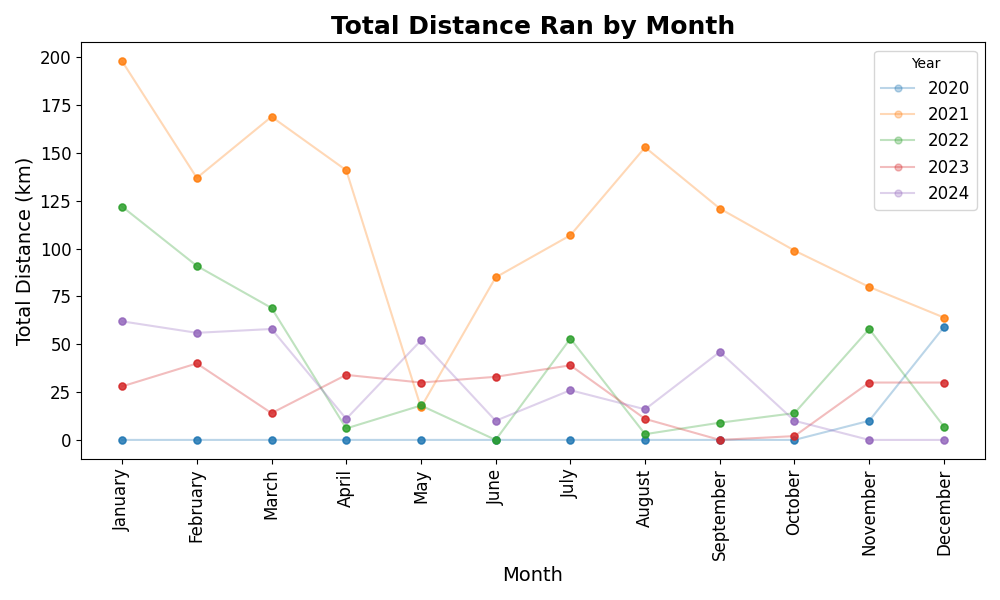 Total Distance Ran by Month
Total Distance (km)
200
175
150
125
100
75
50
25
0
Year
2020
2021
2022
2023
2024
January
February
March
April
May
June
July
August
September
October
November
December
Month